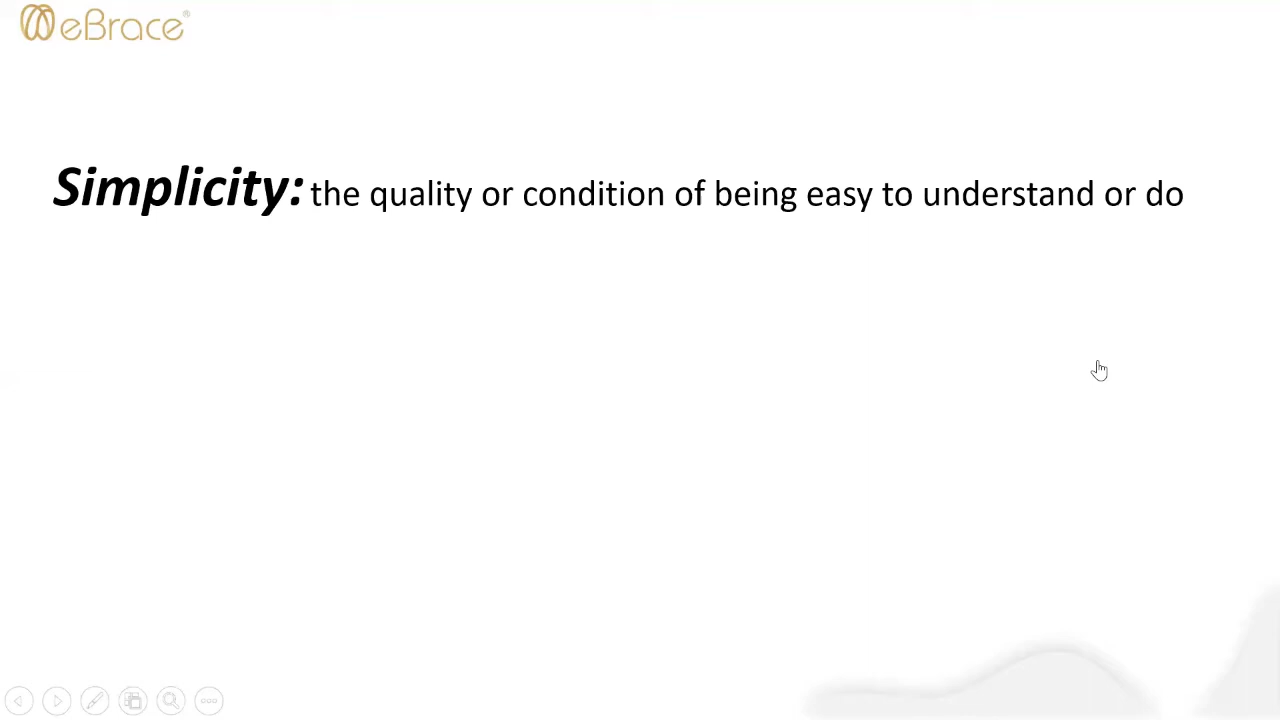 eBrace®
Simplicity: the quality or condition of being easy to understand or do